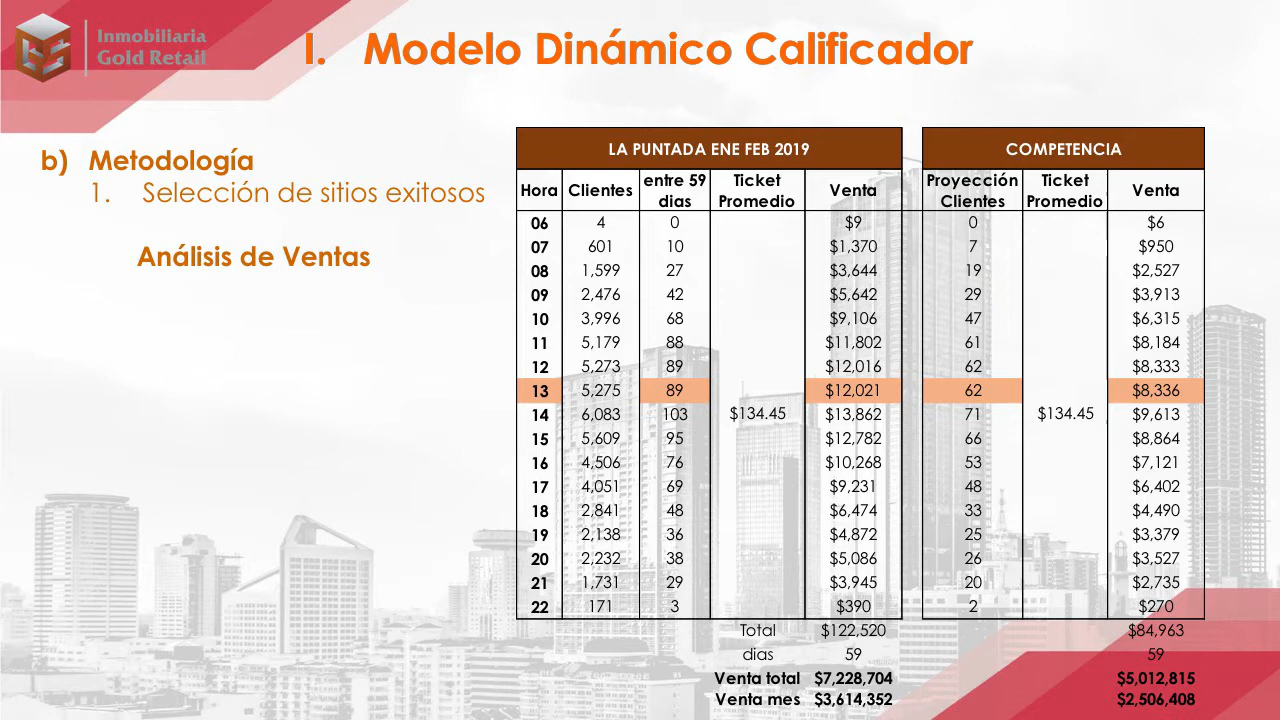 Inmobiliaria
Gold Retail
I. Modelo Dinámico Calificador
b) Metodología
1. Selección de sitios exitosos
Análisis de Ventas
LA PUNTADA ENE FEB 2019 COMPETENCIA
Hora Clientes entre 59 dias Ticket Promedio Venta Proyección Clientes Ticket Promedio Venta
06 4 0 $9 0 $6
07 601 10 $1,370 7 $950
08 1,599 27 $3,644 19 $2,527
09 2,476 42 $5,642 29 $3,913
10 3,996 68 $9,106 47 $6,315
11 5,179 88 $11,802 61 $8,184
12 5,273 89 $12,016 62 $8,333
13 5,275 89 $12,021 62 $8,336
14 6,083 103 $134.45 $13,862 71 $134.45 $9,613
15 5,609 95 $12,782 66 $8,864
16 4,506 76 $10,268 53 $7,121
17 4,051 69 $9,231 48 $6,402
18 2,841 48 $6,474 33 $4,490
19 2,138 36 $4,872 25 $3,379
20 2,232 38 $5,086 26 $3,527
21 1,731 29 $3,945 20 $2,735
22 171 3 $390 2 $270
Total $122,520 $84,963
dias 59 59
Venta total $7,228,704 $5,012,815
Venta mes $3,614,352 $2,506,408